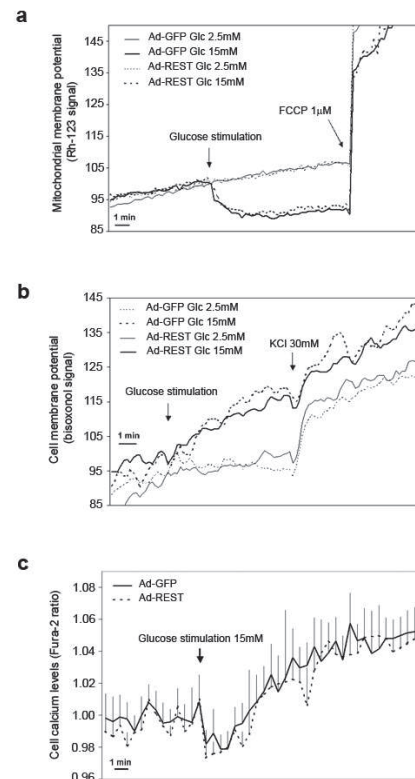 a
150
135
120
105
95
85
Mitochondrial membrane potential
(Rh-123 signal)
Ad-GFP Glc 2.5mM
Ad-GFP Glc 15mM
Ad-REST Glc 2.5mM
Ad-REST Glc 15mM
Glucose stimulation
FCCP 1µM
1 min
b
145
135
125
115
105
95
85
Cell membrane potential
(bisoxonol signal)
Ad-GFP Glc 2.5mM
Ad-GFP Glc 15mM
Ad-REST Glc 2.5mM
Ad-REST Glc 15mM
Glucose stimulation
KCl 30mM
1 min
c
1.08
1.06
1.04
1.02
1.00
0.98
0.96
Cell calcium levels (Fura-2 ratio)
Ad-GFP
Ad-REST
Glucose stimulation 15mM
1 min